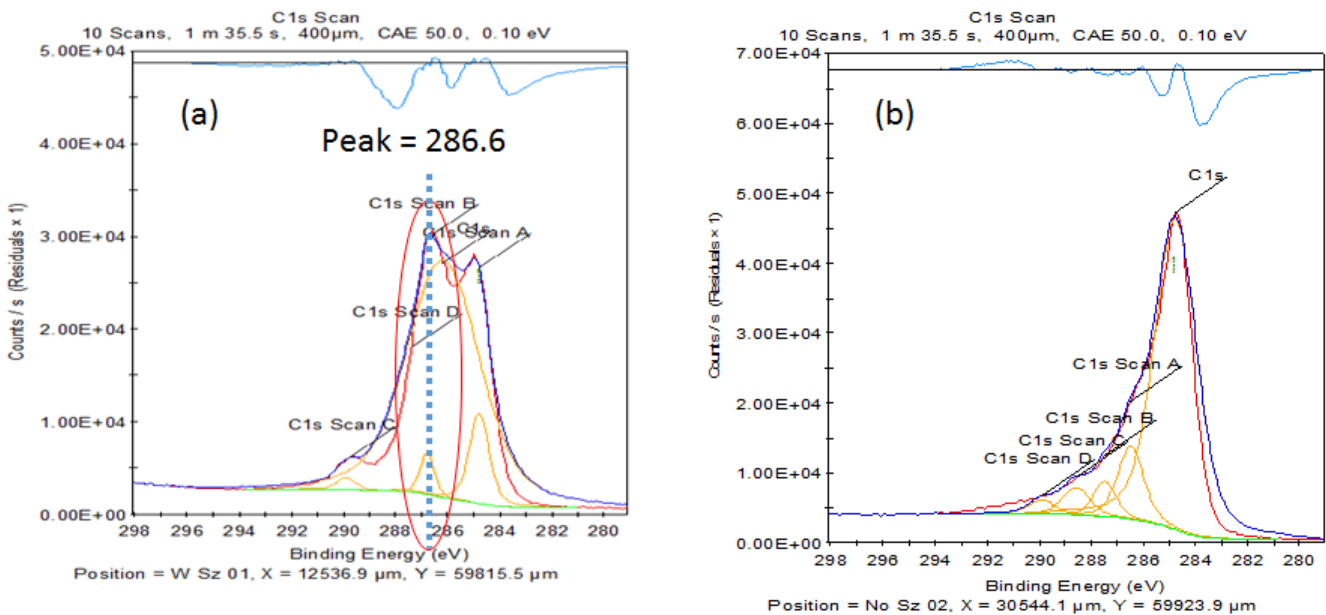 C1s Scan
10 Scans, 1 m 35.5 s, 400µm, CAE 50.0, 0.10 eV
5.00E+04
4.00E+04
3.00E+04
2.00E+04
1.00E+04
0.00E+00
Counts / s (Residuals × 1)
(a)
Peak = 286.6
C1s Scan B
C1s
C1s Scan A
C1s Scan D
C1s Scan C
298 296 294 292 290 288 286 284 282 280
Binding Energy (eV)
Position = W Sz 01, X = 12536.9 µm, Y = 59815.5 µm
C1s Scan
10 Scans, 1 m 35.5 s, 400µm, CAE 50.0, 0.10 eV
7.00E+04
6.00E+04
5.00E+04
4.00E+04
3.00E+04
2.00E+04
1.00E+04
0.00E+00
Counts / s (Residuals × 1)
(b)
C1s
C1s Scan A
C1s Scan B
C1s Scan C
C1s Scan D
298 296 294 292 290 288 286 284 282 280
Binding Energy (eV)
Position = No Sz 02, X = 30544.1 µm, Y = 59923.9 µm